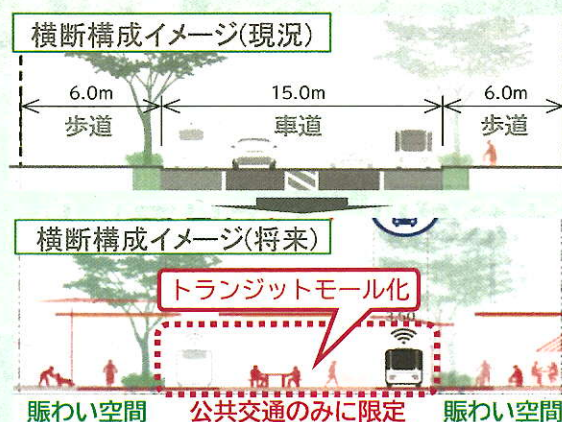 横断構成イメージ(現況)
6.0m 15.0m 6.0m
歩道 車道 歩道
横断構成イメージ(将来)
トランジットモール化
賑わい空間 公共交通のみに限定 賑わい空間